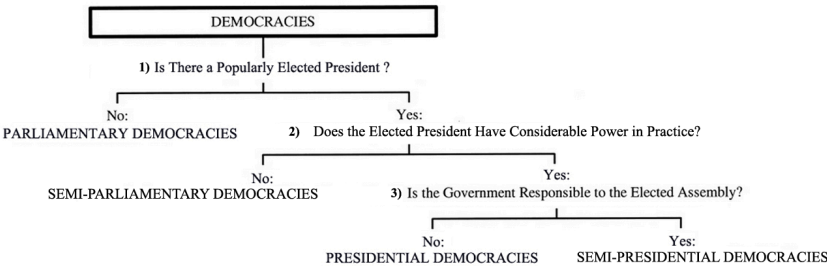 DEMOCRACIES
1) Is There a Popularly Elected President ?
No:
PARLIAMENTARY DEMOCRACIES
Yes:
2) Does the Elected President Have Considerable Power in Practice?
No:
SEMI-PARLIAMENTARY DEMOCRACIES
Yes:
3) Is the Government Responsible to the Elected Assembly?
No:
PRESIDENTIAL DEMOCRACIES
Yes:
SEMI-PRESIDENTIAL DEMOCRACIES